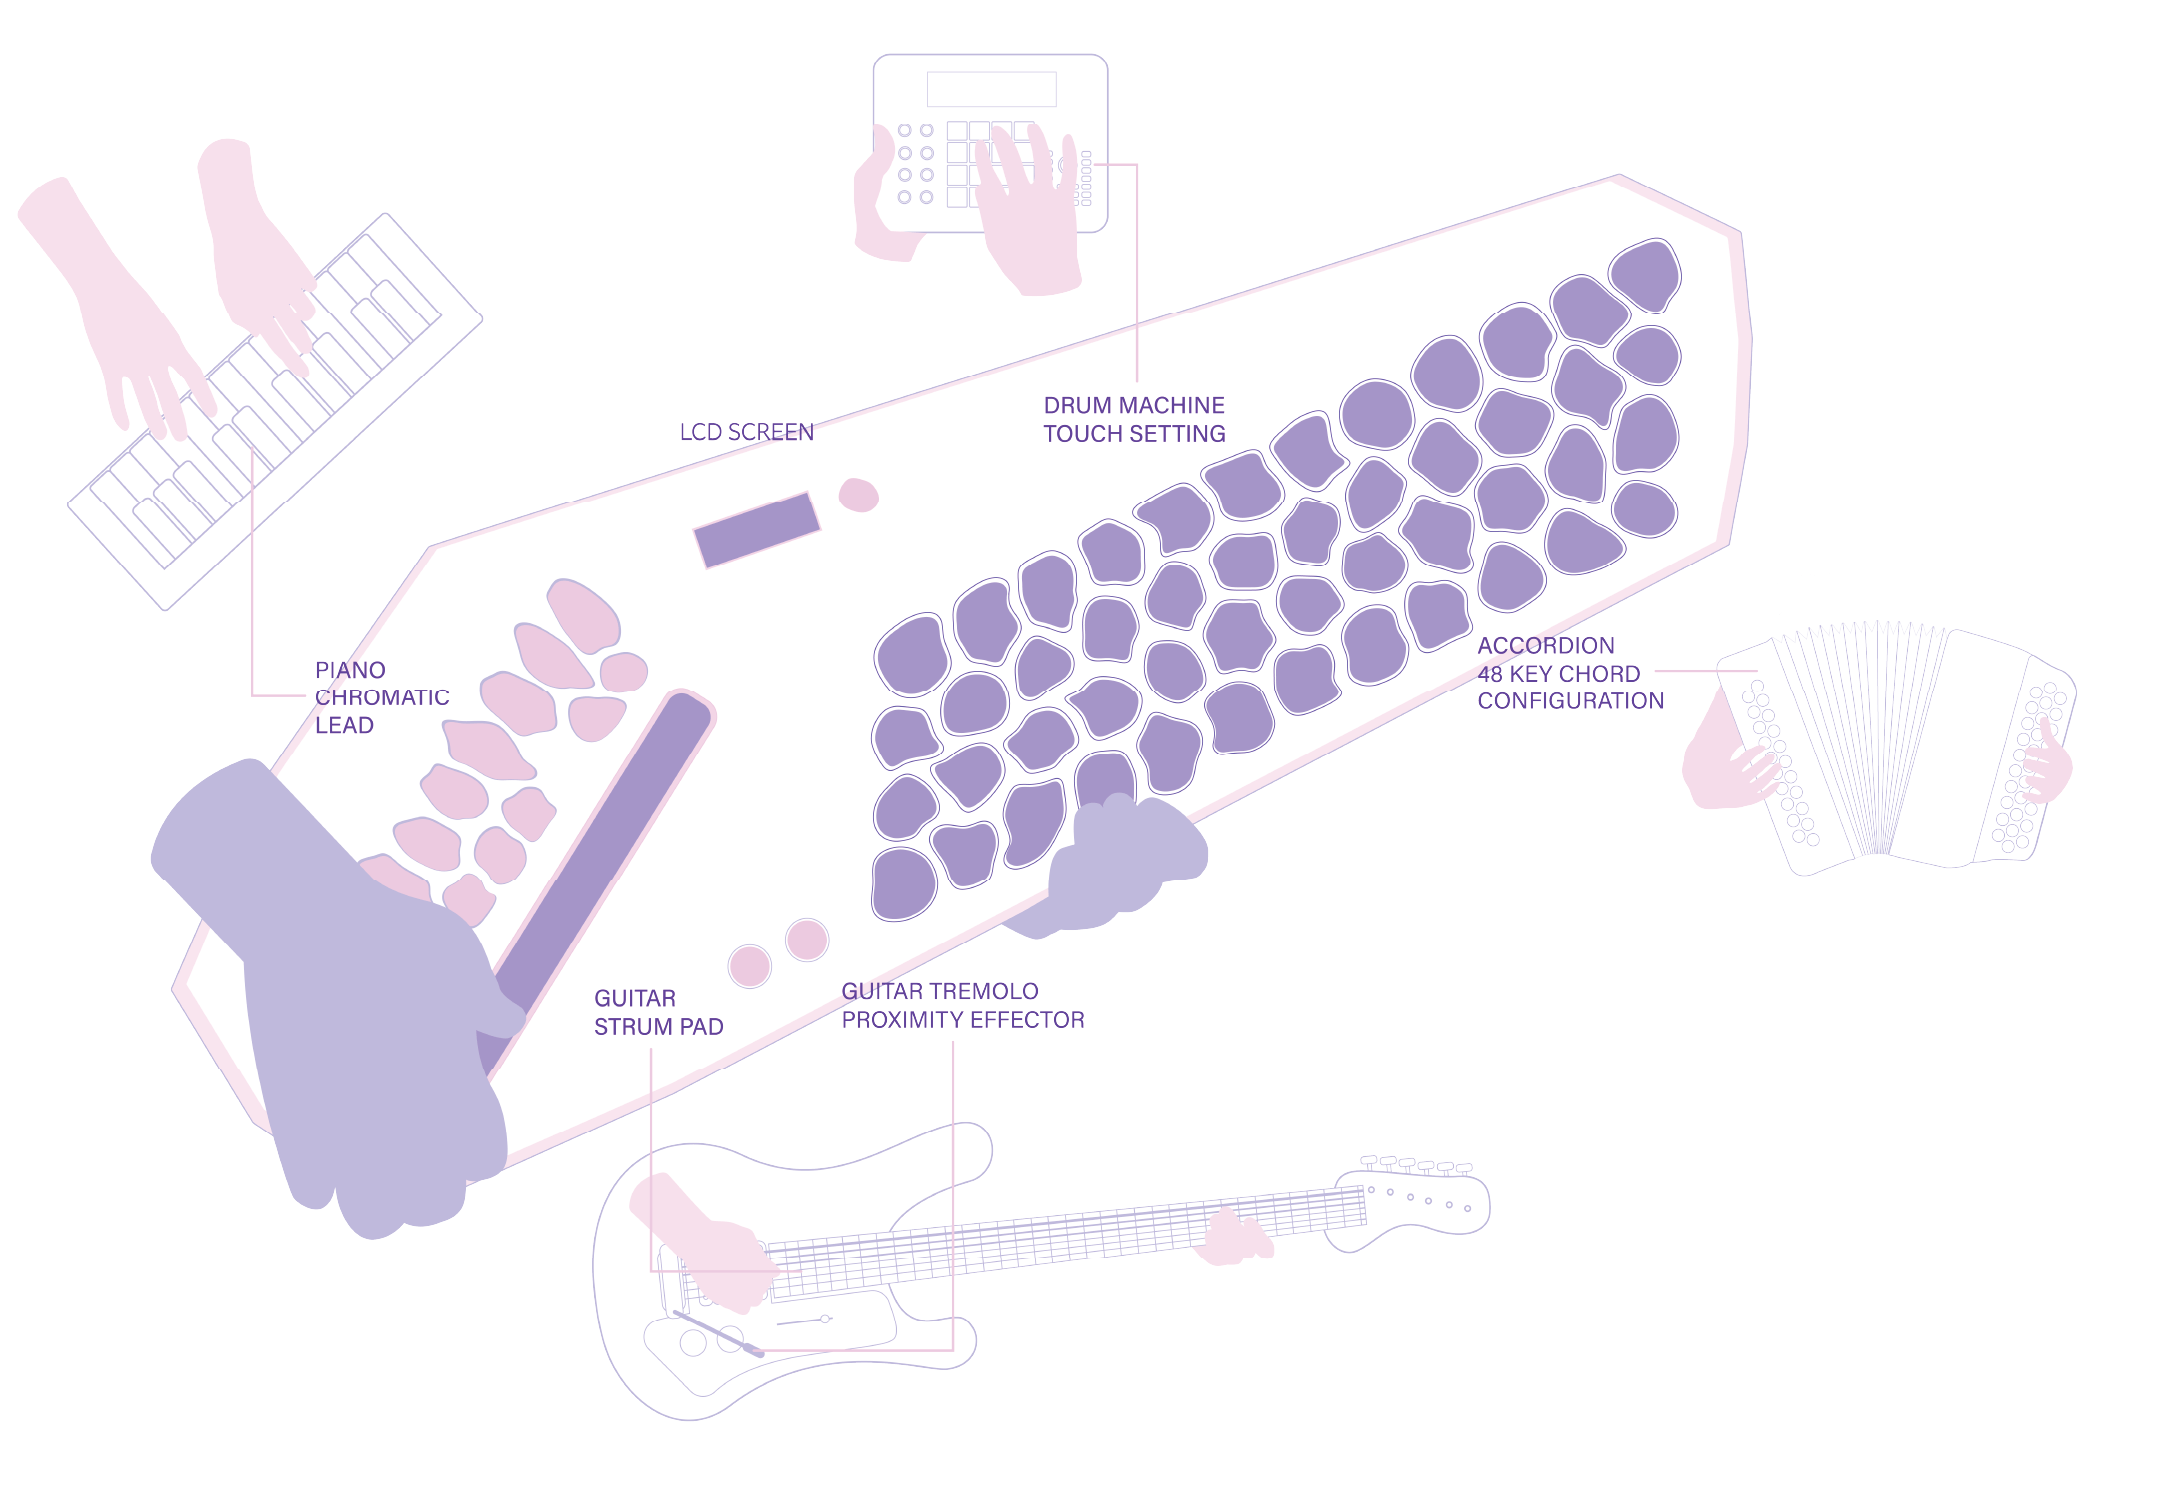 DRUM MACHINE
TOUCH SETTING
LCD SCREEN
PIANO
CHROMATIC
LEAD
ACCORDION
48 KEY CHORD
CONFIGURATION
GUITAR
STRUM PAD
GUITAR TREMOLO
PROXIMITY EFFECTOR